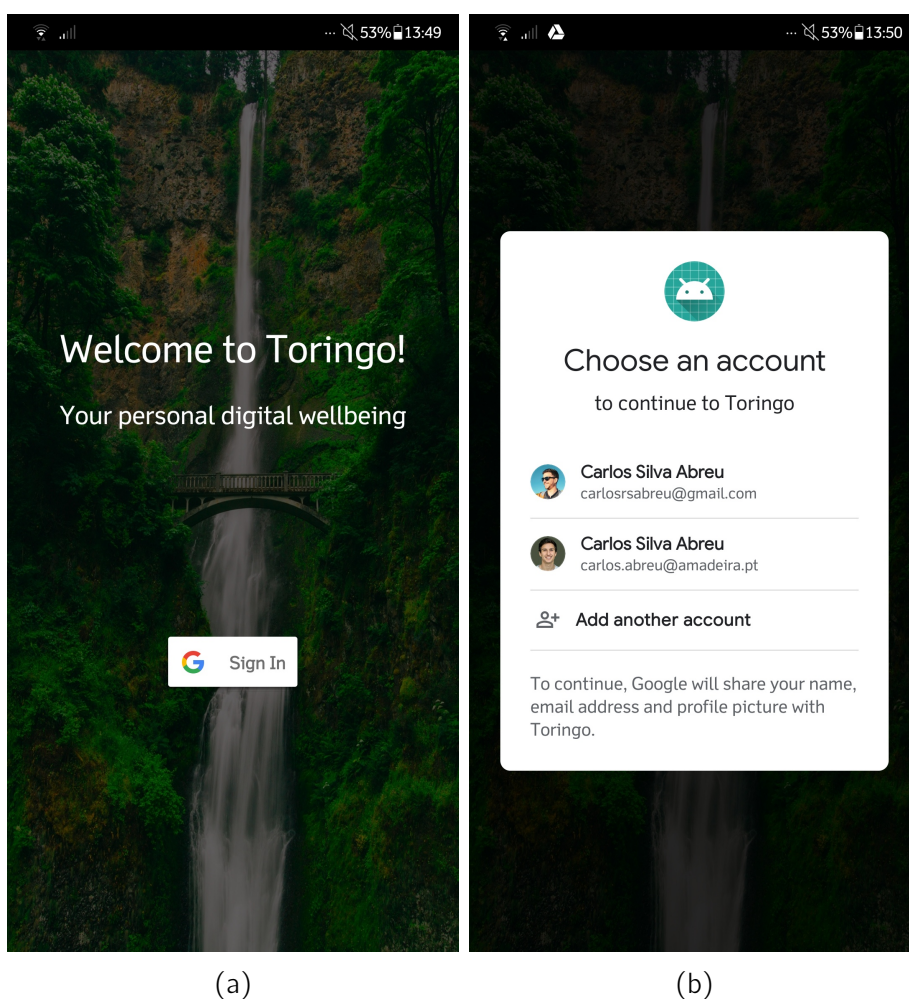 53% 13:49
Welcome to Toringo!
Your personal digital wellbeing
Sign In
(a)
53% 13:50
Choose an account
to continue to Toringo
Carlos Silva Abreu
carlosrsabreu@gmail.com
Carlos Silva Abreu
carlos.abreu@amadeira.pt
Add another account
To continue, Google will share your name,
email address and profile picture with
Toringo.
(b)